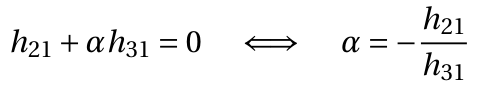 h₂₁ + αh₃₁ = 0 ⟺ α = −h₂₁/h₃₁